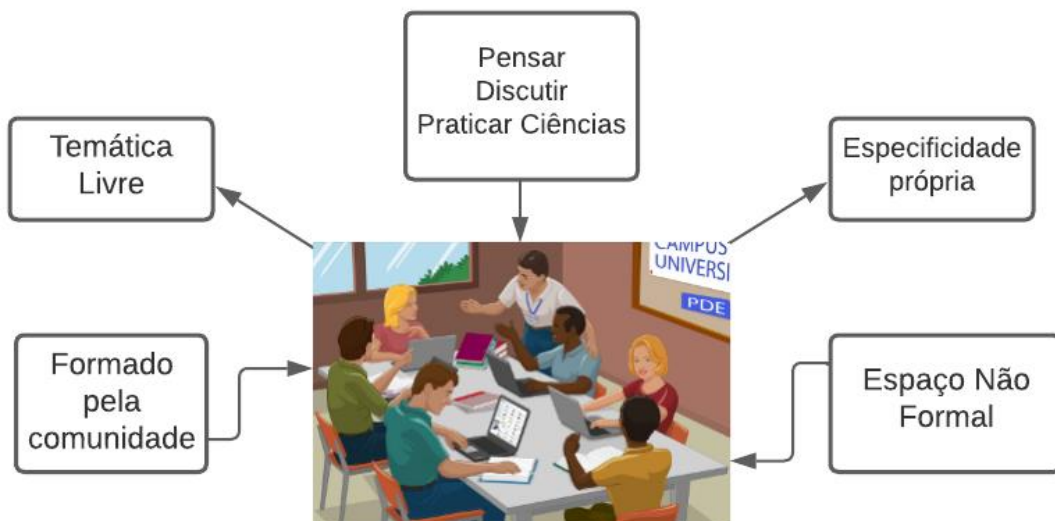 Pensar
Discutir
Praticar Ciências
Temática
Livre
Especificidade
própria
CAMPUS
UNIVERSI
PDE
Formado
pela
comunidade
Espaço Não
Formal